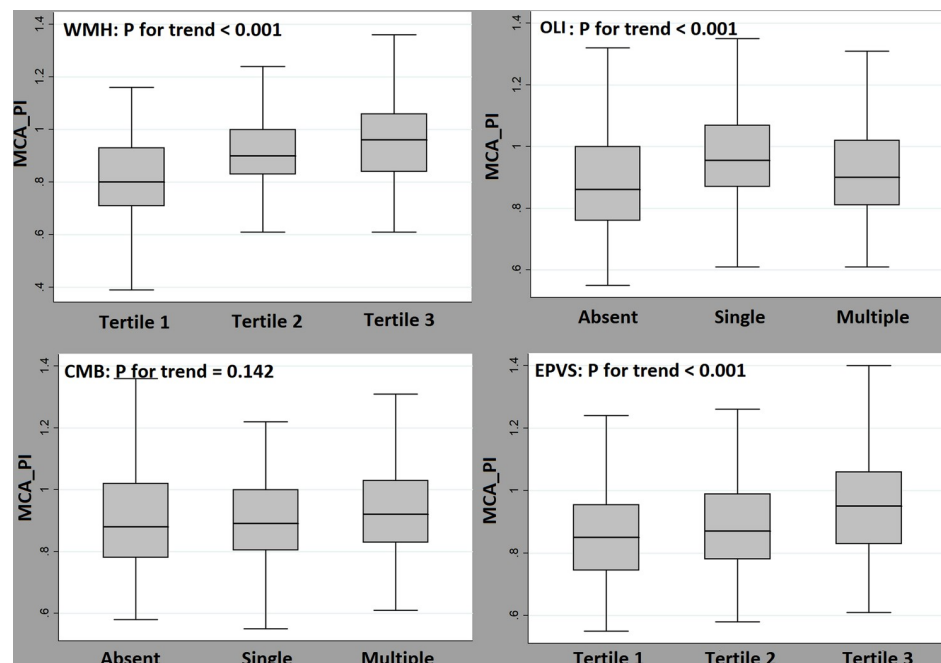 WMH: P for trend < 0.001
MCA_PI
1.4
1.2
1
.8
.6
.4
Tertile 1 Tertile 2 Tertile 3
OLI: P for trend < 0.001
MCA_PI
1.4
1.2
1
.8
.6
Absent Single Multiple
CMB: P for trend = 0.142
MCA_PI
1.4
1.2
1
.8
.6
Absent Single Multiple
EPVS: P for trend < 0.001
MCA_PI
1.4
1.2
1
.8
.6
Tertile 1 Tertile 2 Tertile 3